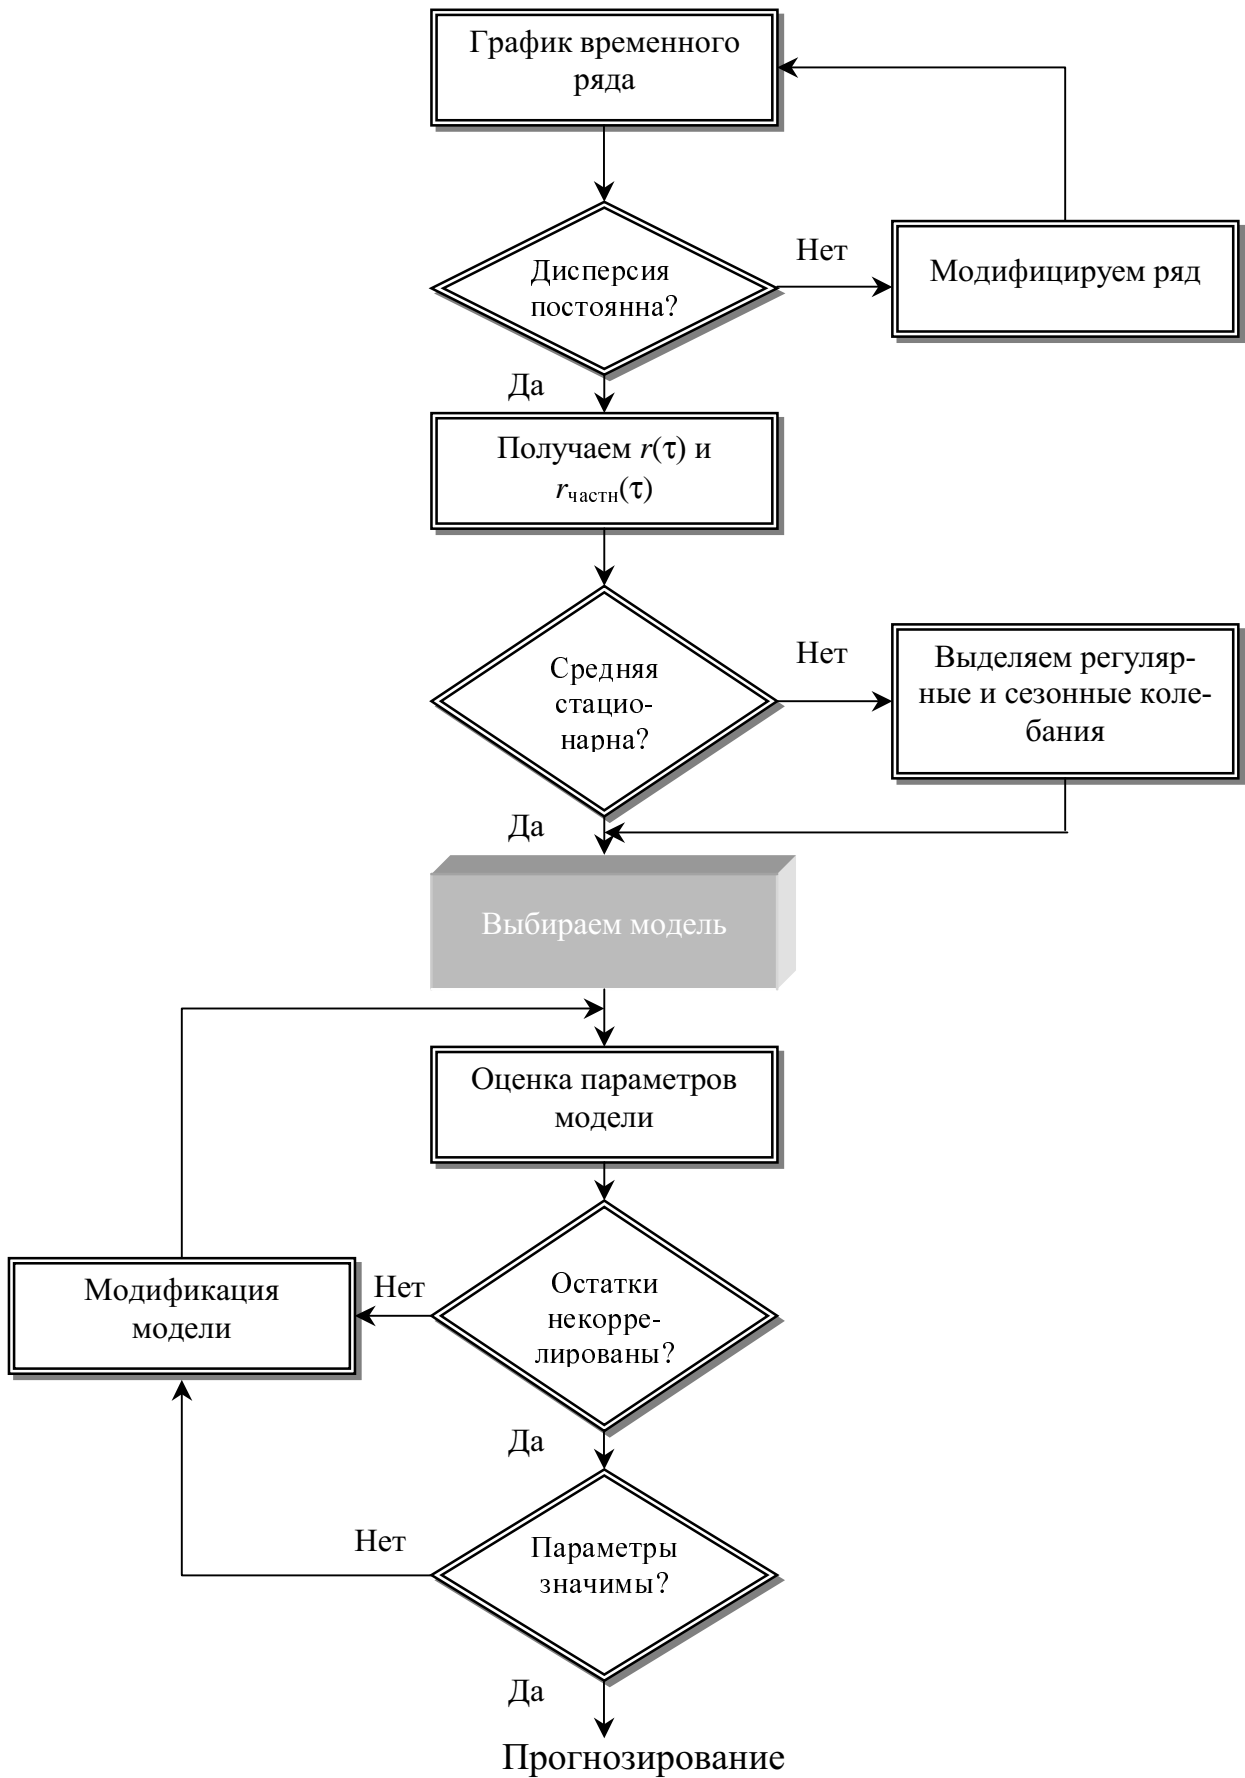 График временного
ряда
Нет
Дисперсия
постоянна?
Модифицируем ряд
Да
Получаем r(τ) и
rчастн(τ)
Нет
Средняя
стацио-
нарна?
Выделяем регуляр-
ные и сезонные коле-
бания
Да
Выбираем модель
Оценка параметров
модели
Модификация
модели
Нет
Остатки
некорре-
лированы?
Да
Нет
Параметры
значимы?
Да
Прогнозирование